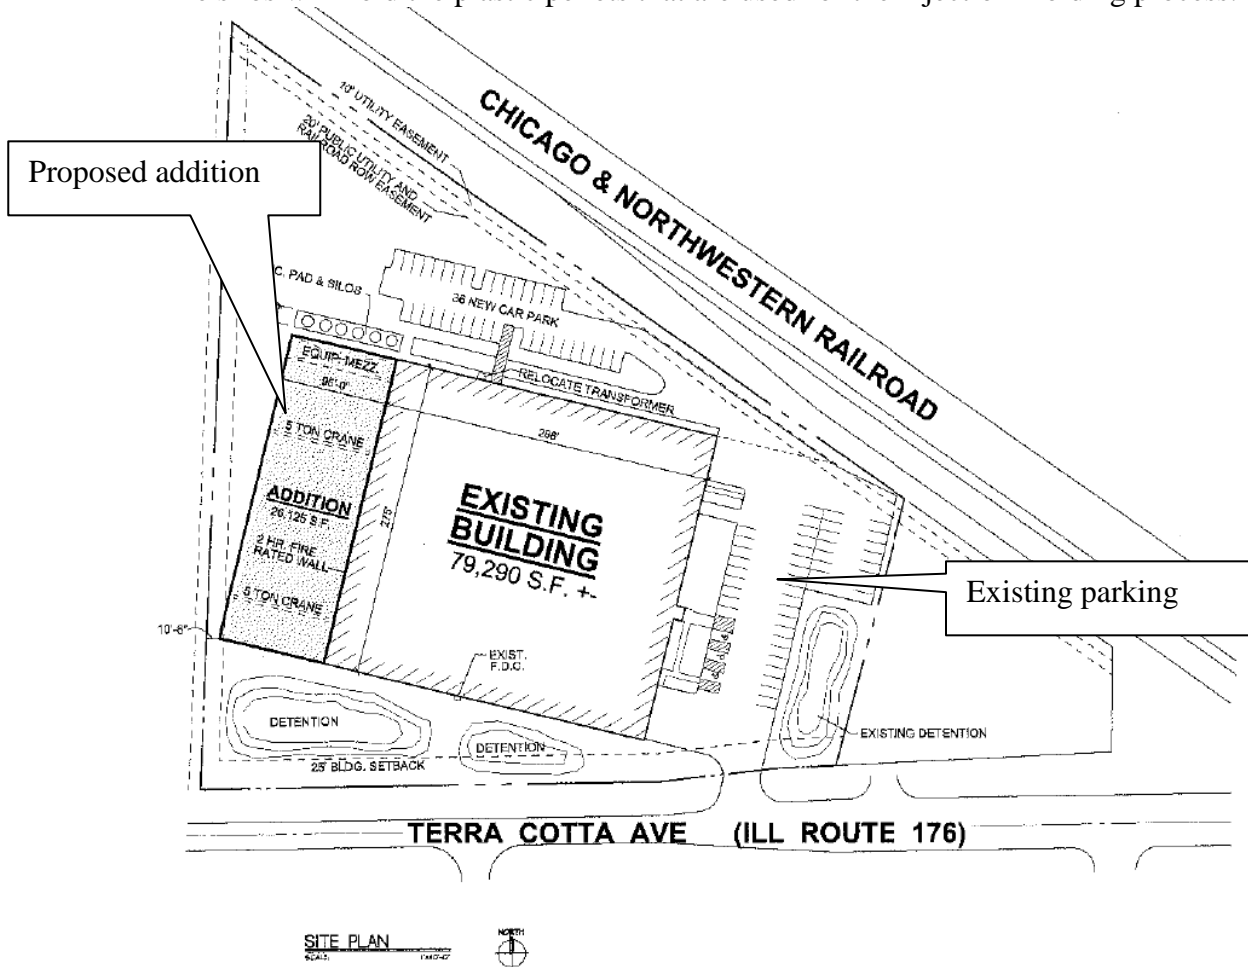 CHICAGO & NORTHWESTERN RAILROAD
10' UTILITY EASEMENT
20' PUBLIC UTILITY AND
RAILROAD ROW EASEMENT
Proposed addition
C. PAD & SILOS
36 NEW CAR PARK
EQUIP. MEZZ.
RELOCATE TRANSFORMER
95'-0"
5 TON CRANE
ADDITION
26,125 S.F.
2 HR. FIRE
RATED WALL
5 TON CRANE
275'
EXISTING
BUILDING
79,290 S.F. +-
Existing parking
10'-6"
EXIST.
F.D.C.
DETENTION
DETENTION
EXISTING DETENTION
25' BLDG. SETBACK
TERRA COTTA AVE (ILL ROUTE 176)
SITE PLAN
SCALE:
NORTH